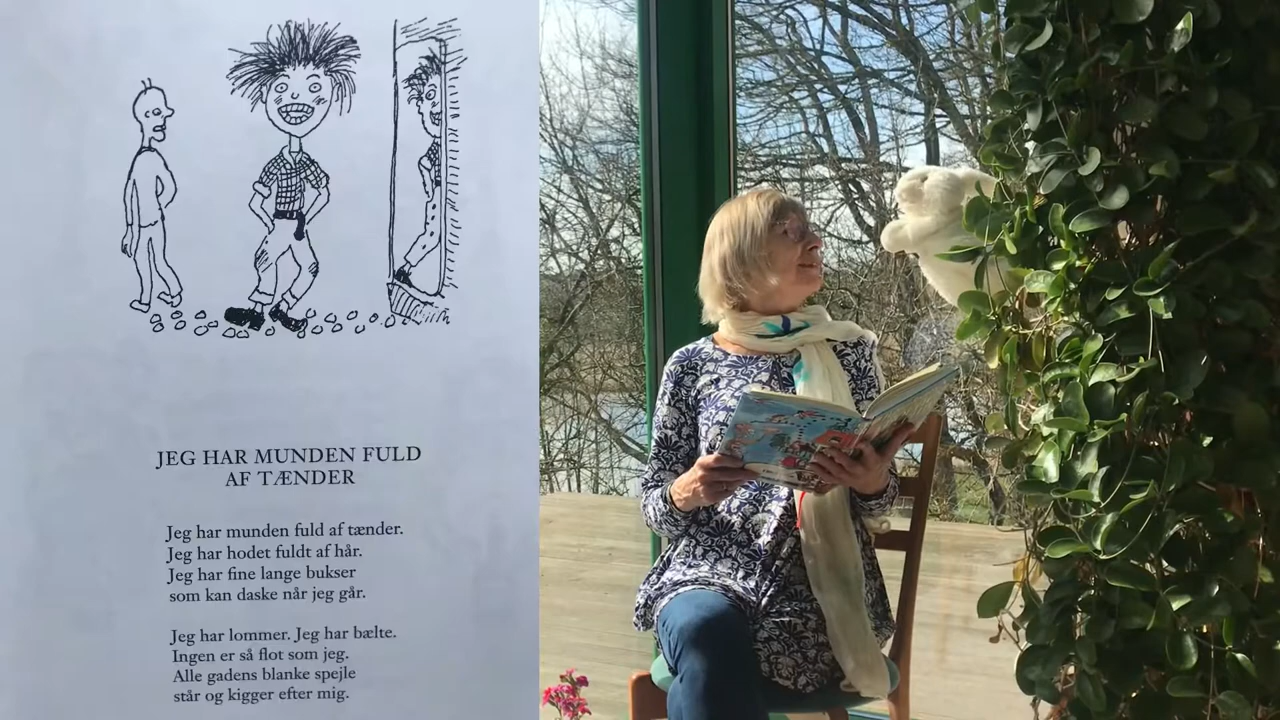 JEG HAR MUNDEN FULD
AF TÆNDER
Jeg har munden fuld af tænder.
Jeg har hodet fuldt af hår.
Jeg har fine lange bukser
som kan daske når jeg går.
Jeg har lommer. Jeg har bælte.
Ingen er så flot som jeg.
Alle gadens blanke spejle
står og kigger efter mig.